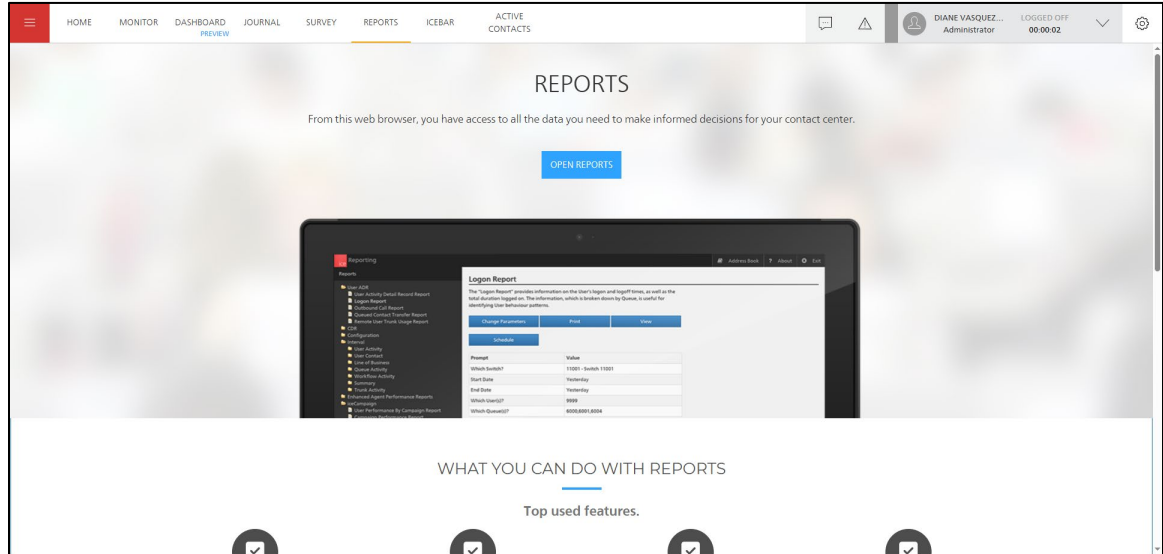 HOME
MONITOR
DASHBOARD
PREVIEW
JOURNAL
SURVEY
REPORTS
ICEBAR
ACTIVE
CONTACTS
DIANE VASQUEZ...
Administrator
LOGGED OFF
00:00:02
REPORTS
From this web browser, you have access to all the data you need to make informed decisions for your contact center.
OPEN REPORTS
Reporting
Address Book
? About
Exit
Reports
User ADR
User Activity Detail Record Report
Logon Report
Outbound Call Report
Queued Contact Transfer Report
Remote User Trunk Usage Report
CDR
Configuration
Interval
User Activity
User Contact
Line of Business
Queue Activity
Workflow Activity
Summary
Trunk Activity
Enhanced Agent Performance Reports
iceCampaign
User Performance By Campaign Report
Campaign Performance Report
Logon Report
The "Logon Report" provides information on the User's logon and logoff times, as well as the
total duration logged on. The information, which is broken down by Queue, is useful for
identifying User behaviour patterns.
Change Parameters
Print
View
Schedule
Prompt Value
Which Switch? 11001 - Switch 11001
Start Date Yesterday
End Date Yesterday
Which User(s)? 9999
Which Queue(s)? 6000,6001,6004
WHAT YOU CAN DO WITH REPORTS
Top used features.